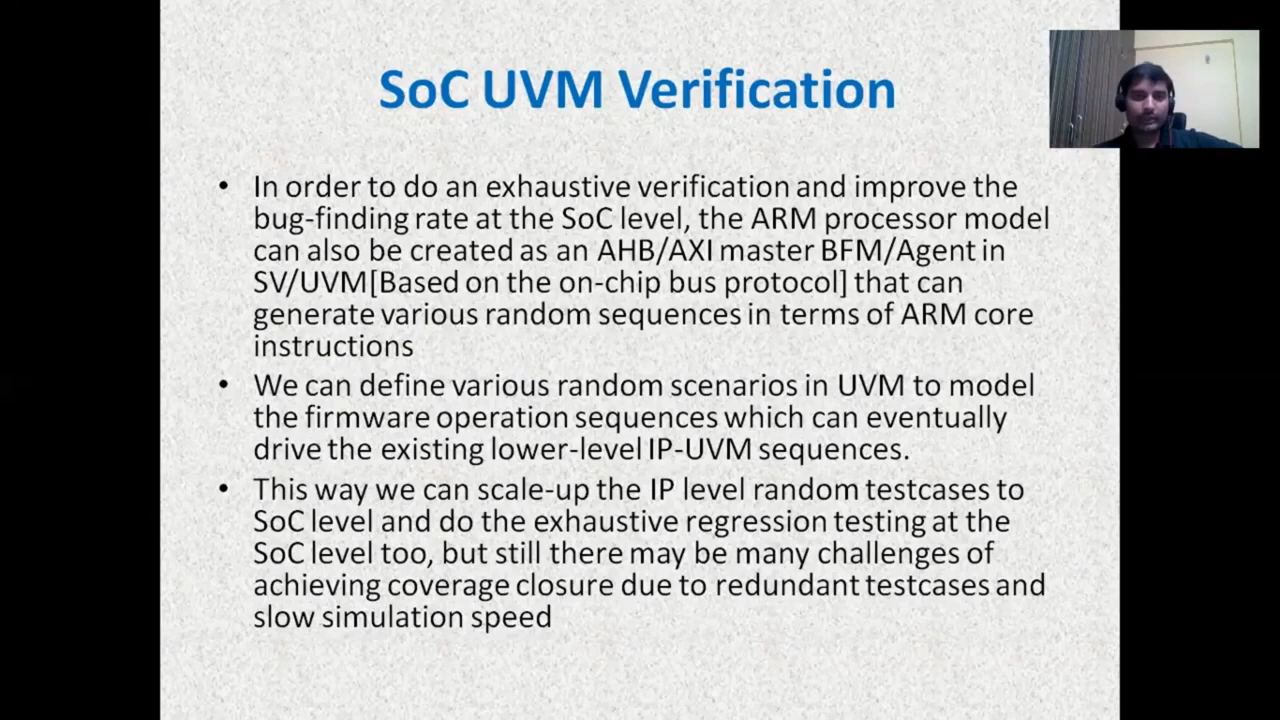 SoC UVM Verification
• In order to do an exhaustive verification and improve the
bug-finding rate at the SoC level, the ARM processor model
can also be created as an AHB/AXI master BFM/Agent in
SV/UVM[Based on the on-chip bus protocol] that can
generate various random sequences in terms of ARM core
instructions
• We can define various random scenarios in UVM to model
the firmware operation sequences which can eventually
drive the existing lower-level IP-UVM sequences.
• This way we can scale-up the IP level random testcases to
SoC level and do the exhaustive regression testing at the
SoC level too, but still there may be many challenges of
achieving coverage closure due to redundant testcases and
slow simulation speed